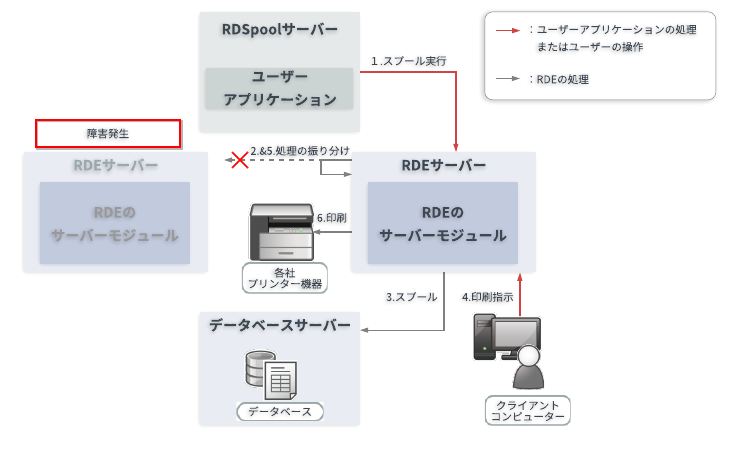 RDSpoolサーバー
ユーザー
アプリケーション
1.スプール実行
：ユーザーアプリケーションの処理
またはユーザーの操作
：RDEの処理
障害発生
2.&5.処理の振り分け
RDEサーバー
RDEの
サーバーモジュール
RDEサーバー
RDEの
サーバーモジュール
6.印刷
各社
プリンター機器
3.スプール
4.印刷指示
データベースサーバー
データベース
クライアント
コンピューター